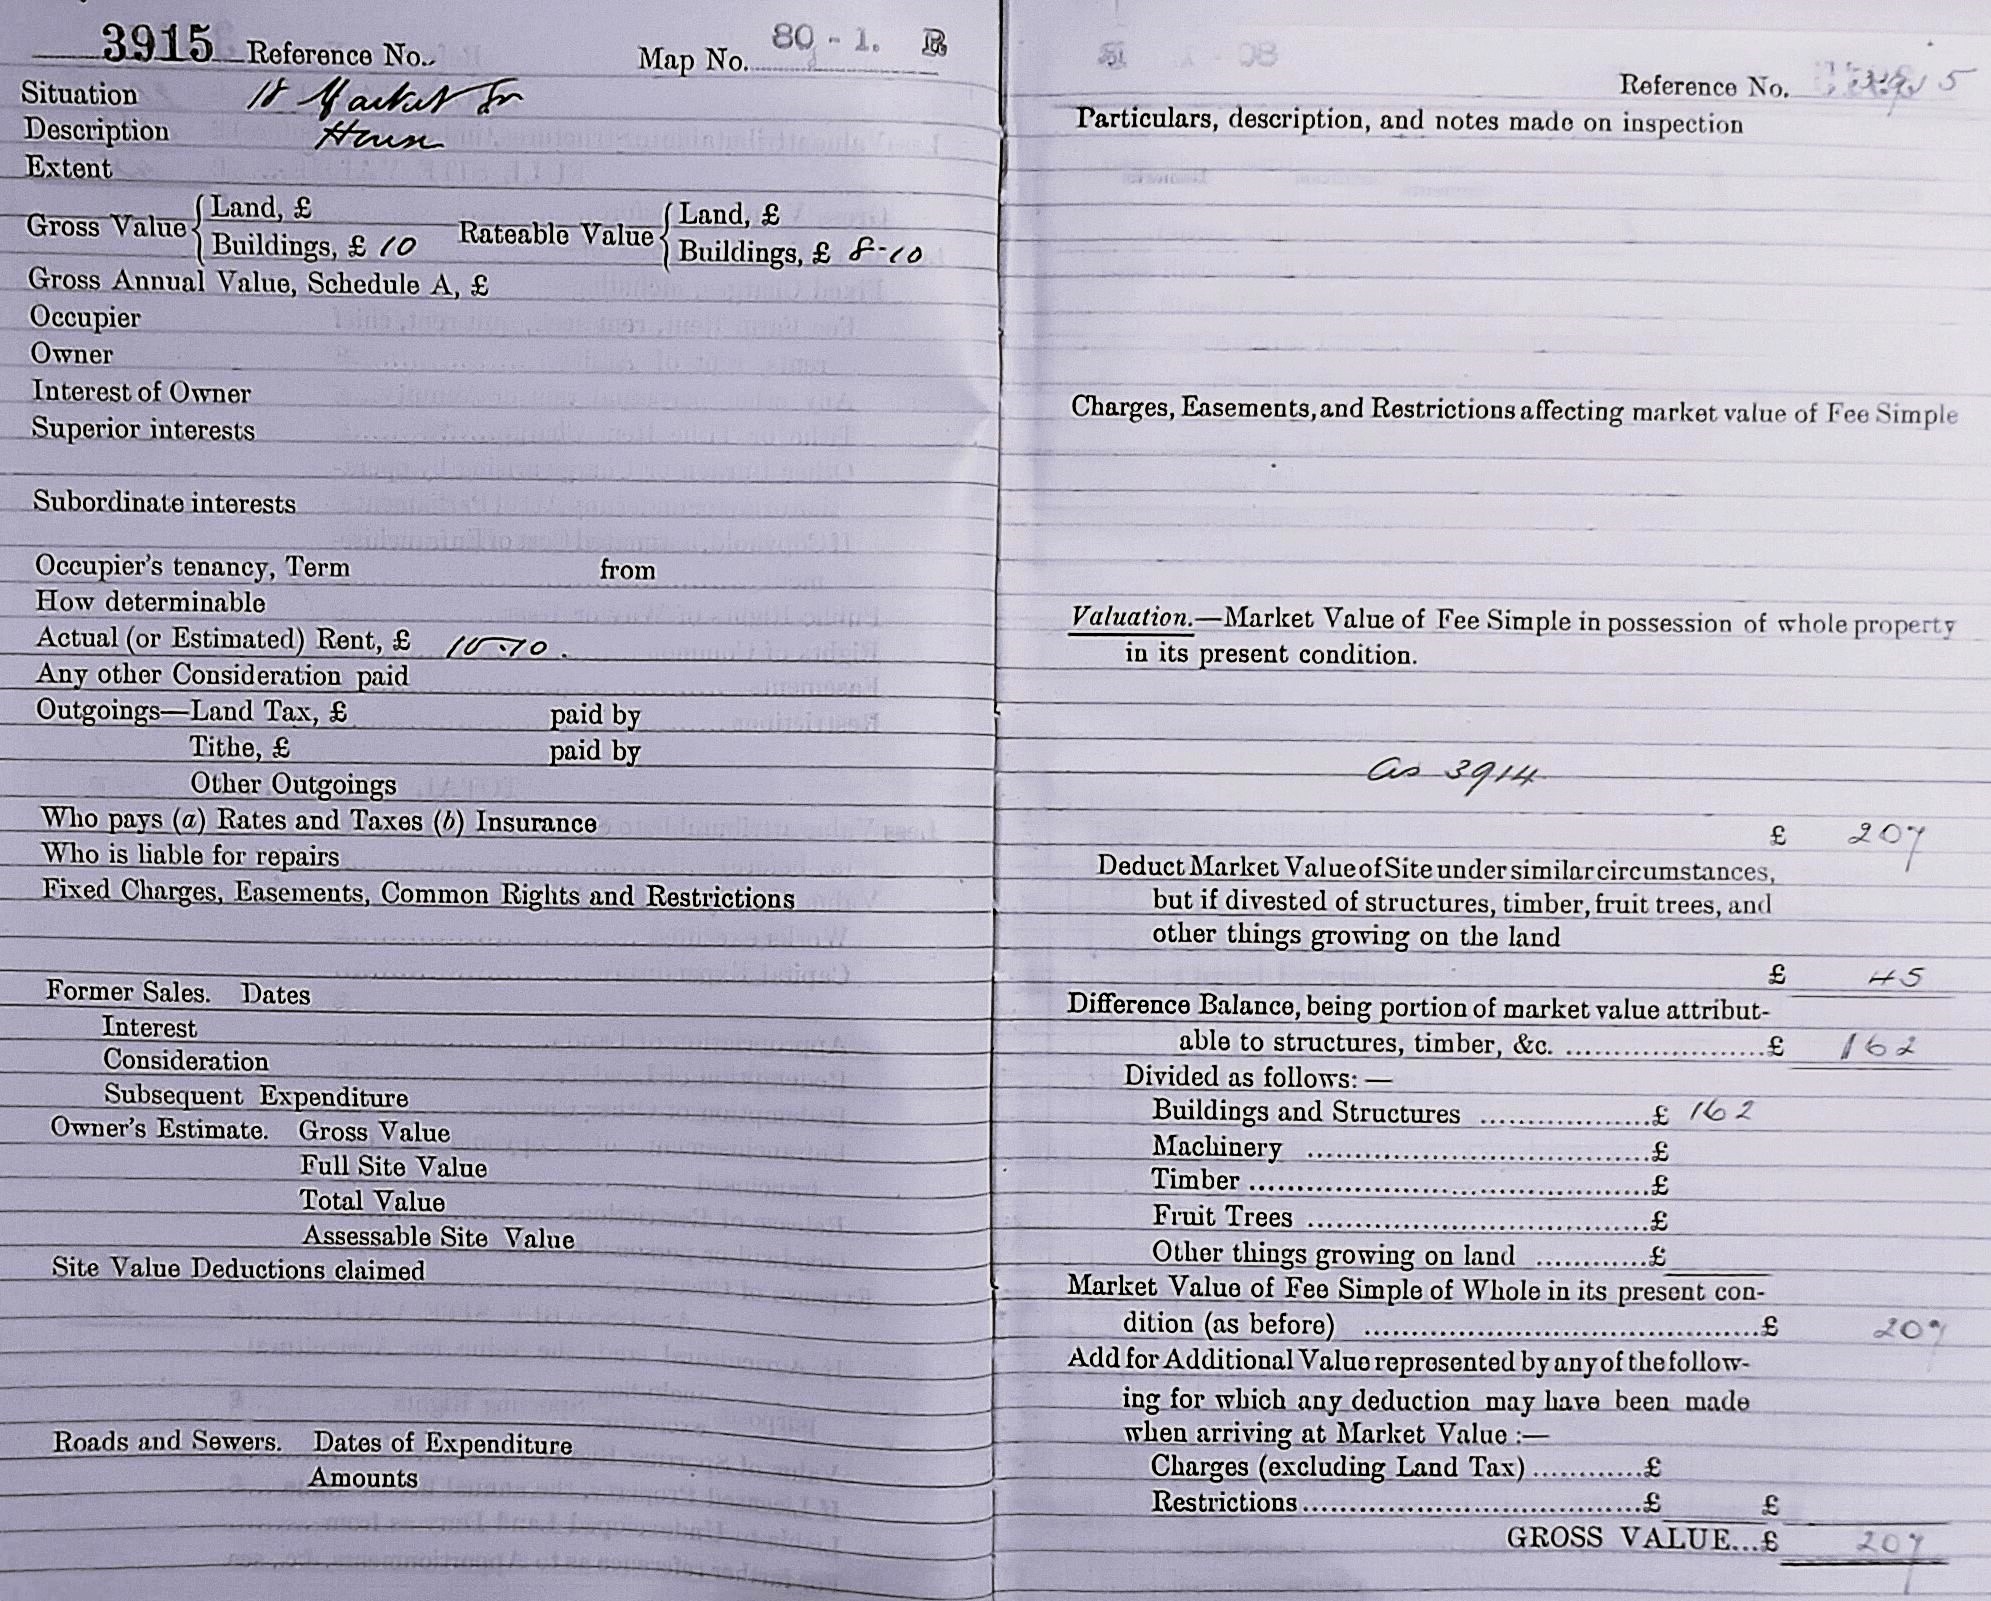 3915 Reference No. Map No. 80 - 1. B
Situation 18 Market Sr
Description House
Extent
Gross Value { Land, £
Buildings, £ 10
Rateable Value { Land, £
Buildings, £ 8-10
Gross Annual Value, Schedule A, £
Occupier
Owner
Interest of Owner
Superior interests
Subordinate interests
Occupier's tenancy, Term from
How determinable
Actual (or Estimated) Rent, £
Any other Consideration paid
Outgoings—Land Tax, £ paid by
Tithe, £ paid by
Other Outgoings
Who pays (a) Rates and Taxes (b) Insurance
Who is liable for repairs
Fixed Charges, Easements, Common Rights and Restrictions
Former Sales. Dates
Interest
Consideration
Subsequent Expenditure
Owner's Estimate. Gross Value
Full Site Value
Total Value
Assessable Site Value
Site Value Deductions claimed
Roads and Sewers. Dates of Expenditure
Amounts
Reference No.
Particulars, description, and notes made on inspection
Charges, Easements, and Restrictions affecting market value of Fee Simple
Valuation.—Market Value of Fee Simple in possession of whole property
in its present condition.
as 3914
£ 207
Deduct Market Value of Site under similar circumstances,
but if divested of structures, timber, fruit trees, and
other things growing on the land
£ 45
Difference Balance, being portion of market value attribut-
able to structures, timber, &c. ..................... £ 162
Divided as follows: —
Buildings and Structures ..................£ 162
Machinery ....................................£
Timber ..........................................£
Fruit Trees ....................................£
Other things growing on land ............£
Market Value of Fee Simple of Whole in its present con-
dition (as before) ..........................................£ 207
Add for Additional Value represented by any of the follow-
ing for which any deduction may have been made
when arriving at Market Value :—
Charges (excluding Land Tax) ............£
Restrictions....................................£ £
GROSS VALUE...£ 207